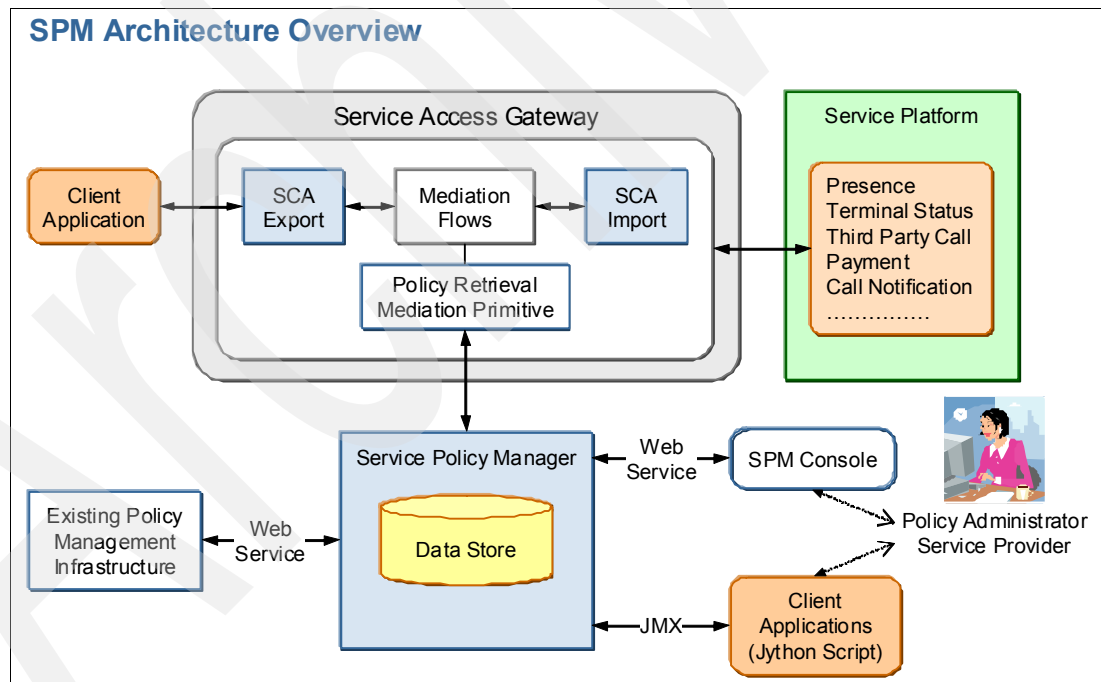 SPM Architecture Overview
Service Access Gateway
Service Platform
Client
Application
SCA
Export
Mediation
Flows
SCA
Import
Policy Retrieval
Mediation Primitive
Presence
Terminal Status
Third Party Call
Payment
Call Notification
……………
Service Policy Manager
Data Store
Web
Service
SPM Console
Existing Policy
Management
Infrastructure
Web
Service
Policy Administrator
Service Provider
JMX
Client
Applications
(Jython Script)